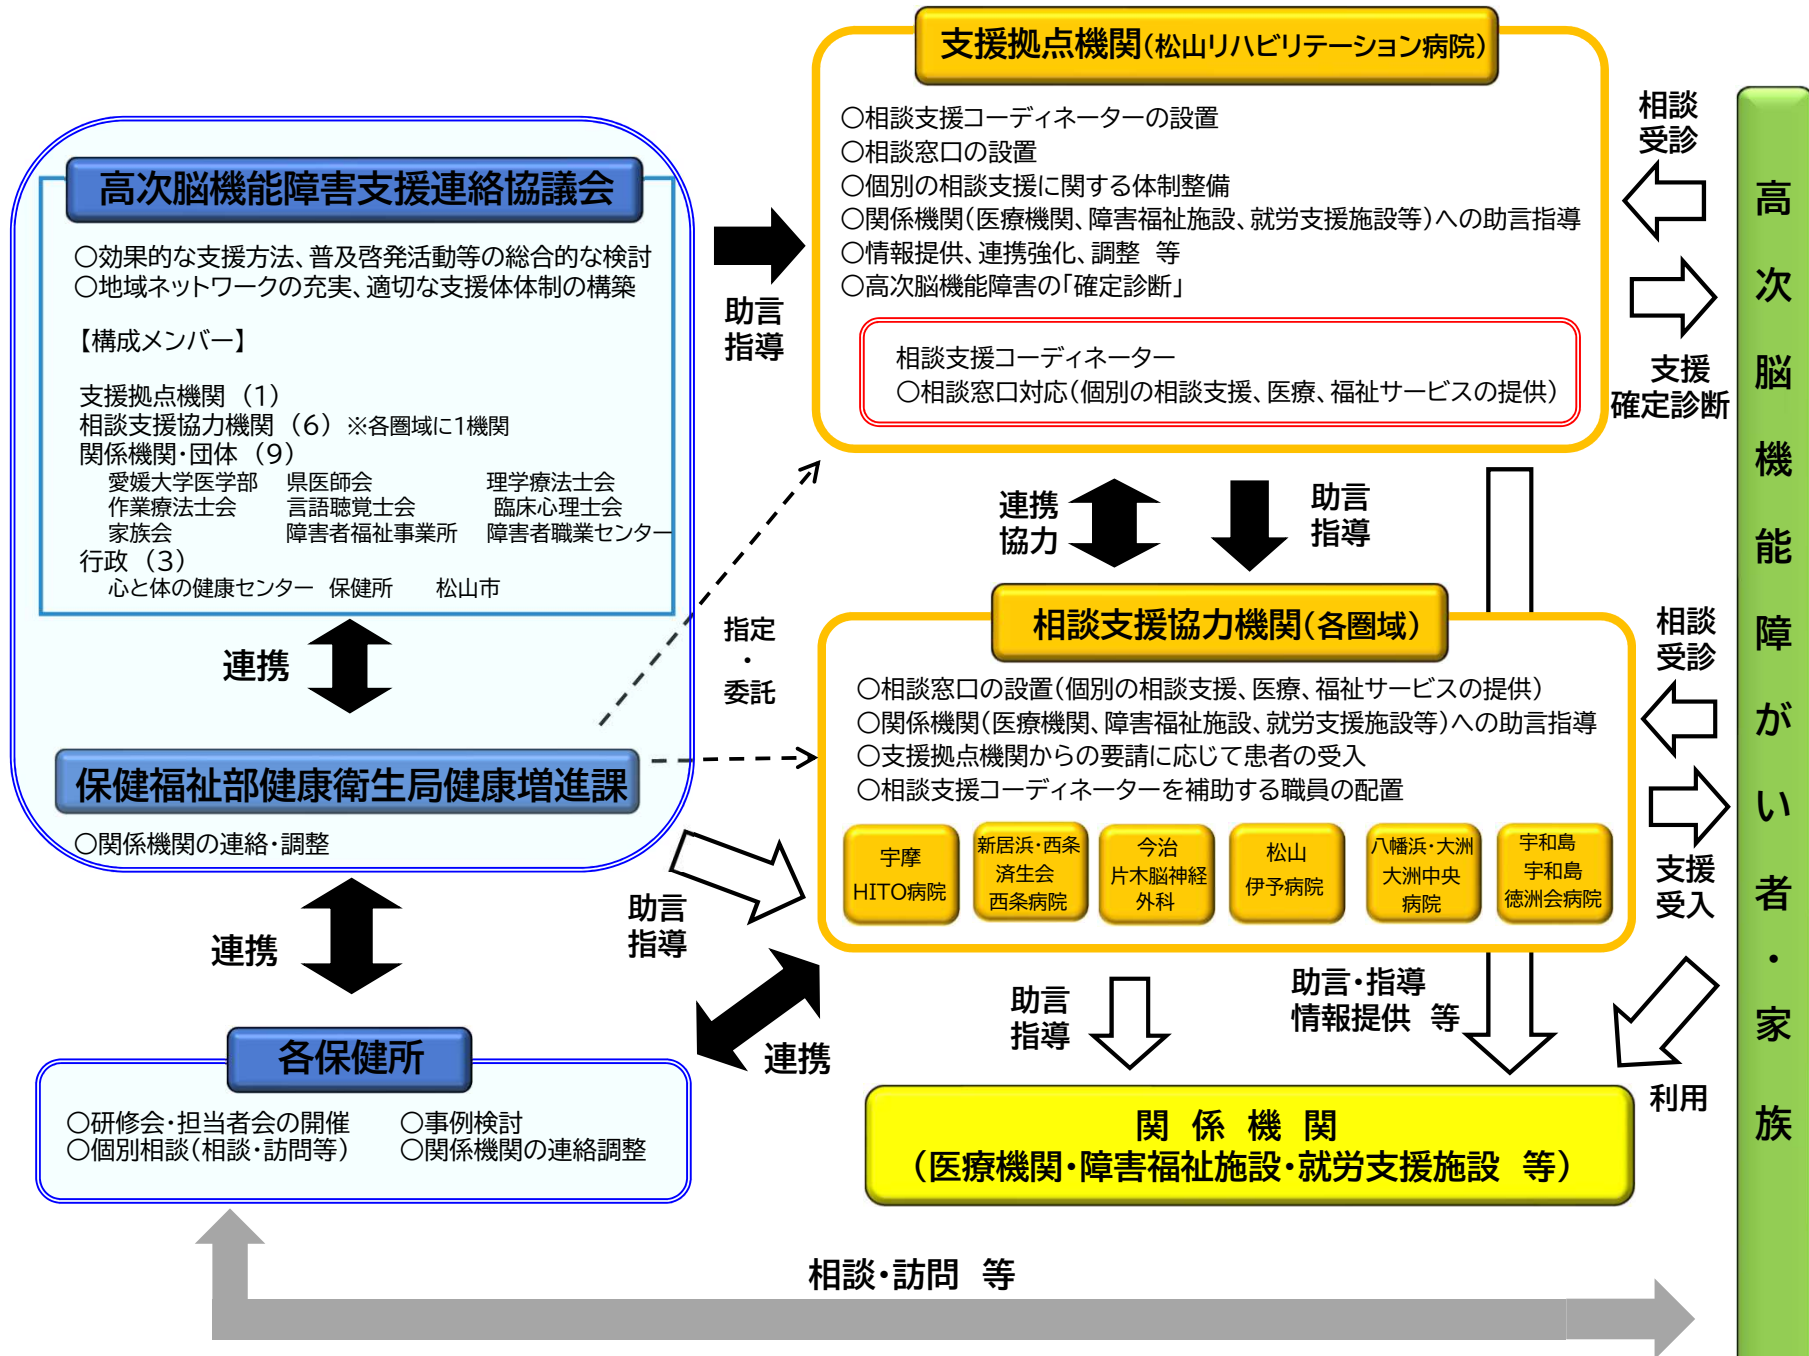 支援拠点機関(松山リハビリテーション病院)
○相談支援コーディネーターの設置
○相談窓口の設置
○個別の相談支援に関する体制整備
○関係機関(医療機関、障害福祉施設、就労支援施設等)への助言指導
○情報提供、連携強化、調整 等
○高次脳機能障害の「確定診断」
相談支援コーディネーター
○相談窓口対応(個別の相談支援、医療、福祉サービスの提供)
高次脳機能障害支援連絡協議会
○効果的な支援方法、普及啓発活動等の総合的な検討
○地域ネットワークの充実、適切な支援体体制の構築
【構成メンバー】
支援拠点機関 (1)
相談支援協力機関 (6) ※各圏域に1機関
関係機関・団体 (9)
愛媛大学医学部 県医師会 理学療法士会
作業療法士会 言語聴覚士会 臨床心理士会
家族会 障害者福祉事業所 障害者職業センター
行政 (3)
心と体の健康センター 保健所 松山市
助言
指導
相談
受診
支援
確定診断
連携
協力
助言
指導
連携
指定
・
委託
保健福祉部健康衛生局健康増進課
○関係機関の連絡・調整
相談支援協力機関(各圏域)
○相談窓口の設置(個別の相談支援、医療、福祉サービスの提供)
○関係機関(医療機関、障害福祉施設、就労支援施設等)への助言指導
○支援拠点機関からの要請に応じて患者の受入
○相談支援コーディネーターを補助する職員の配置
宇摩
HITO病院
新居浜・西条
済生会
西条病院
今治
片木脳神経
外科
松山
伊予病院
八幡浜・大洲
大洲中央
病院
宇和島
宇和島
徳洲会病院
相談
受診
支援
受入
助言
指導
連携
連携
助言
指導
助言・指導
情報提供 等
利用
各保健所
○研修会・担当者会の開催 ○事例検討
○個別相談(相談・訪問等) ○関係機関の連絡調整
関係機関
(医療機関・障害福祉施設・就労支援施設 等)
相談・訪問 等
高次脳機能障がい者・家族